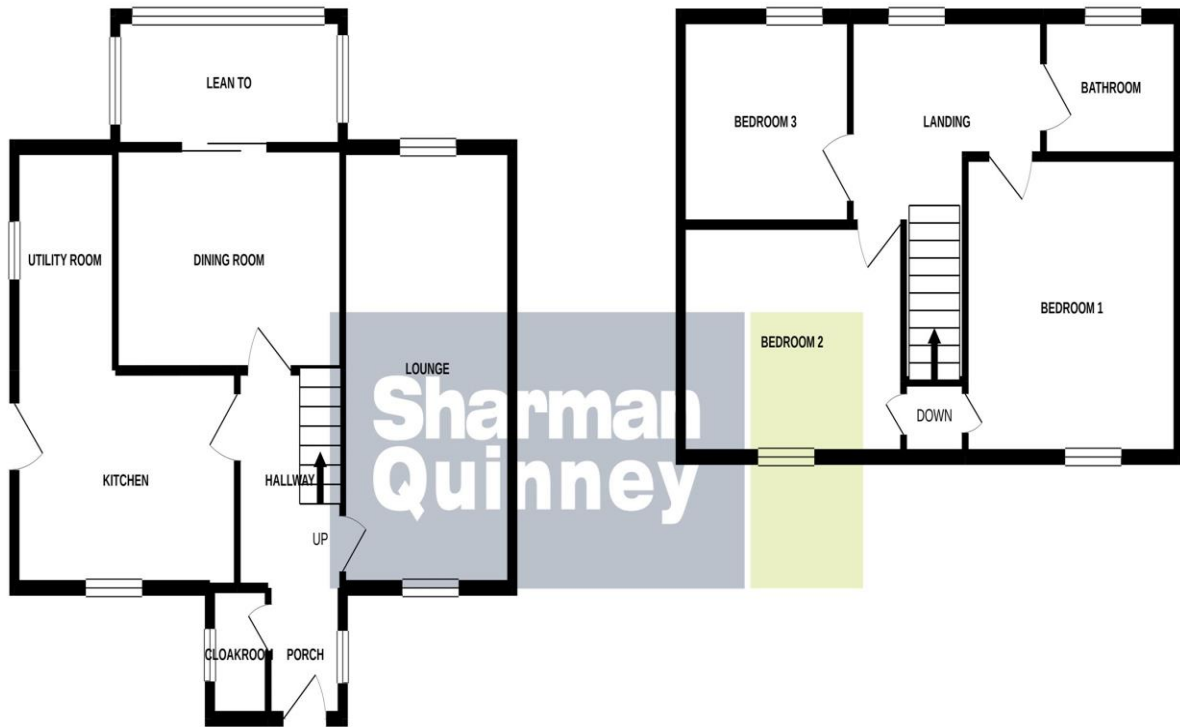 LEAN TO
UTILITY ROOM
DINING ROOM
LOUNGE
KITCHEN
HALLWAY
UP
CLOAKROOM
PORCH
BEDROOM 3
LANDING
BATHROOM
BEDROOM 2
BEDROOM 1
DOWN
Sharman
Quinney